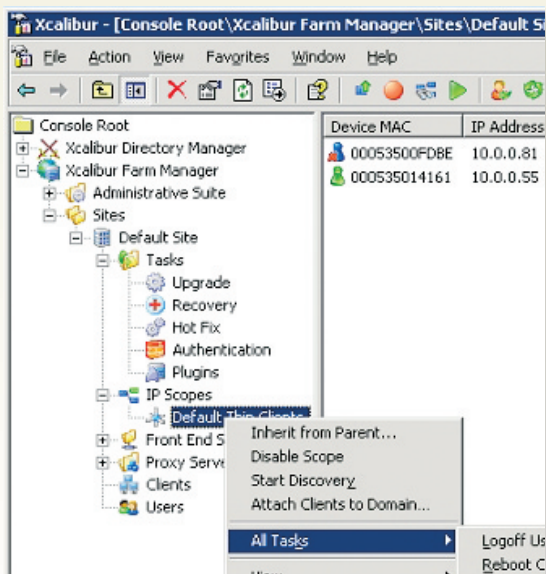 Xcalibur - [Console Root\Xcalibur Farm Manager\Sites\Default
File Action View Favorites Window Help
Console Root
Xcalibur Directory Manager
Xcalibur Farm Manager
Administrative Suite
Sites
Default Site
Tasks
Upgrade
Recovery
Hot Fix
Authentication
Plugins
IP Scopes
Default Thin Clients
Front End S
Proxy Serve
Clients
Users
Device MAC IP Address
00053500FDBE 10.0.0.81
000535014161 10.0.0.55
Inherit from Parent...
Disable Scope
Start Discovery
Attach Clients to Domain...
All Tasks
Logoff Us
Reboot C